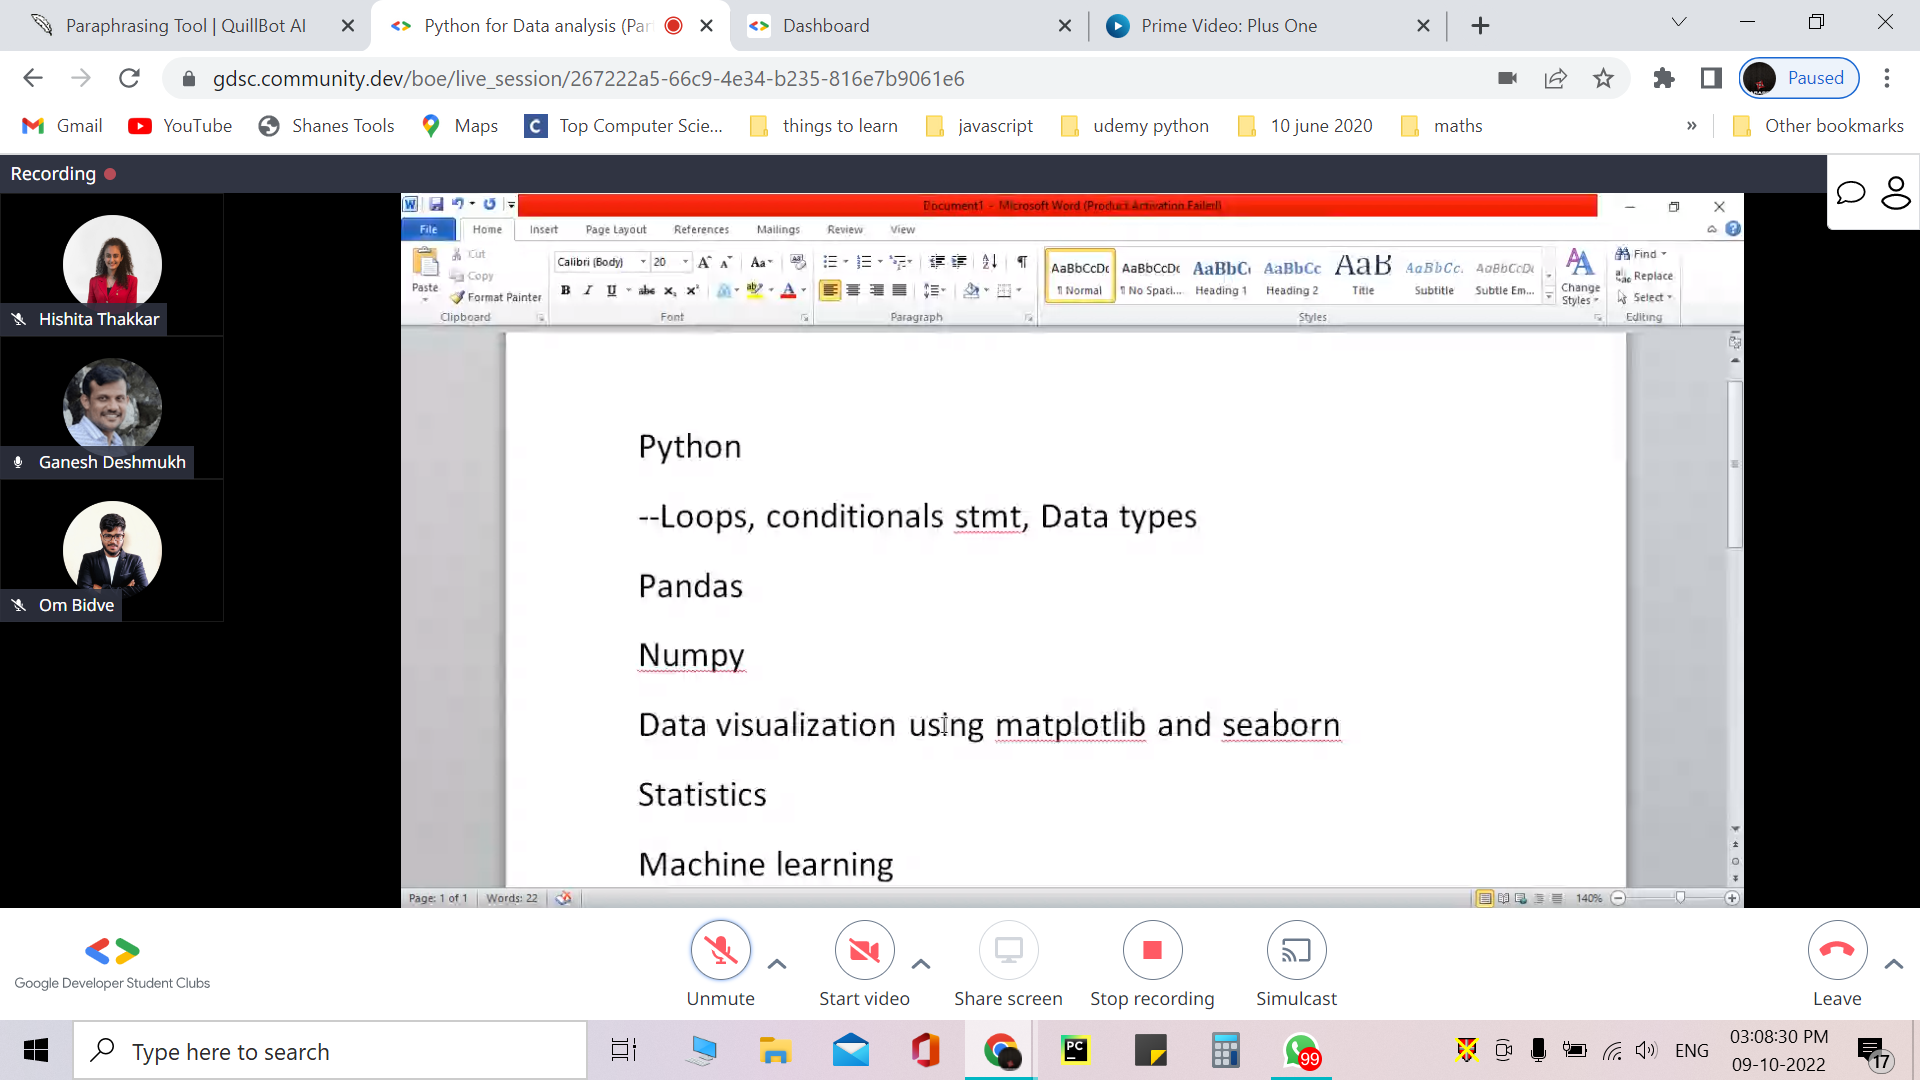 Paraphrasing Tool | QuillBot AI
Python for Data analysis (Par
Dashboard
Prime Video: Plus One
gdsc.community.dev/boe/live_session/267222a5-66c9-4e34-b235-816e7b9061e6
Paused
Gmail
YouTube
Shanes Tools
Maps
C Top Computer Scie...
things to learn
javascript
udemy python
10 june 2020
maths
»
Other bookmarks
Recording
Hishita Thakkar
Ganesh Deshmukh
Om Bidve
Document1 - Microsoft Word (Product Activation Failed)
File Home Insert Page Layout References Mailings Review View
Paste
Cut
Copy
Format Painter
Clipboard
Calibri (Body) 20
Font
Paragraph
AaBbCcDc AaBbCcDc AaBbC AaBbCc AaB AaBbCc. AaBbCcDc
¶ Normal ¶ No Spaci... Heading 1 Heading 2 Title Subtitle Subtle Em...
Change Styles
Styles
Find
Replace
Select
Editing
Python
--Loops, conditionals stmt, Data types
Pandas
Numpy
Data visualization using matplotlib and seaborn
Statistics
Machine learning
Page: 1 of 1 Words: 22
140%
Google Developer Student Clubs
Unmute
Start video
Share screen
Stop recording
Simulcast
Leave
Type here to search
PC
99
ENG
03:08:30 PM
09-10-2022
17